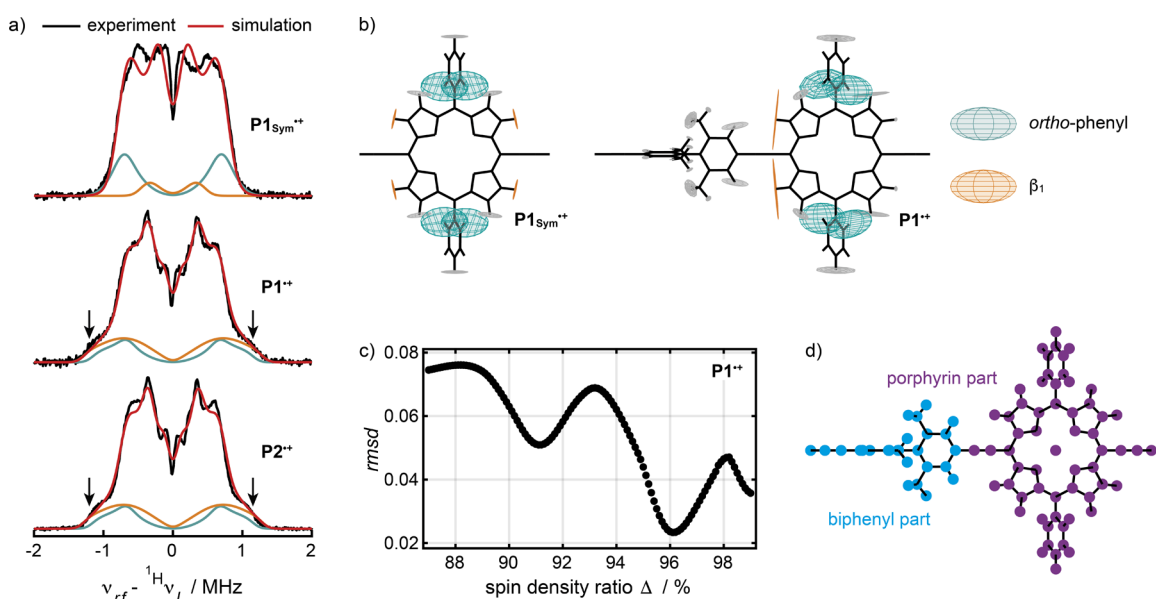 a)
experiment
simulation
P1Sym•+
P1•+
P2•+
-2 -1 0 1 2
νrf - 1HνL / MHz
b)
P1Sym•+
P1•+
ortho-phenyl
β1
c)
P1•+
0.08
0.06
0.04
0.02
rmsd
88 90 92 94 96 98
spin density ratio Δ / %
d)
porphyrin part
biphenyl part